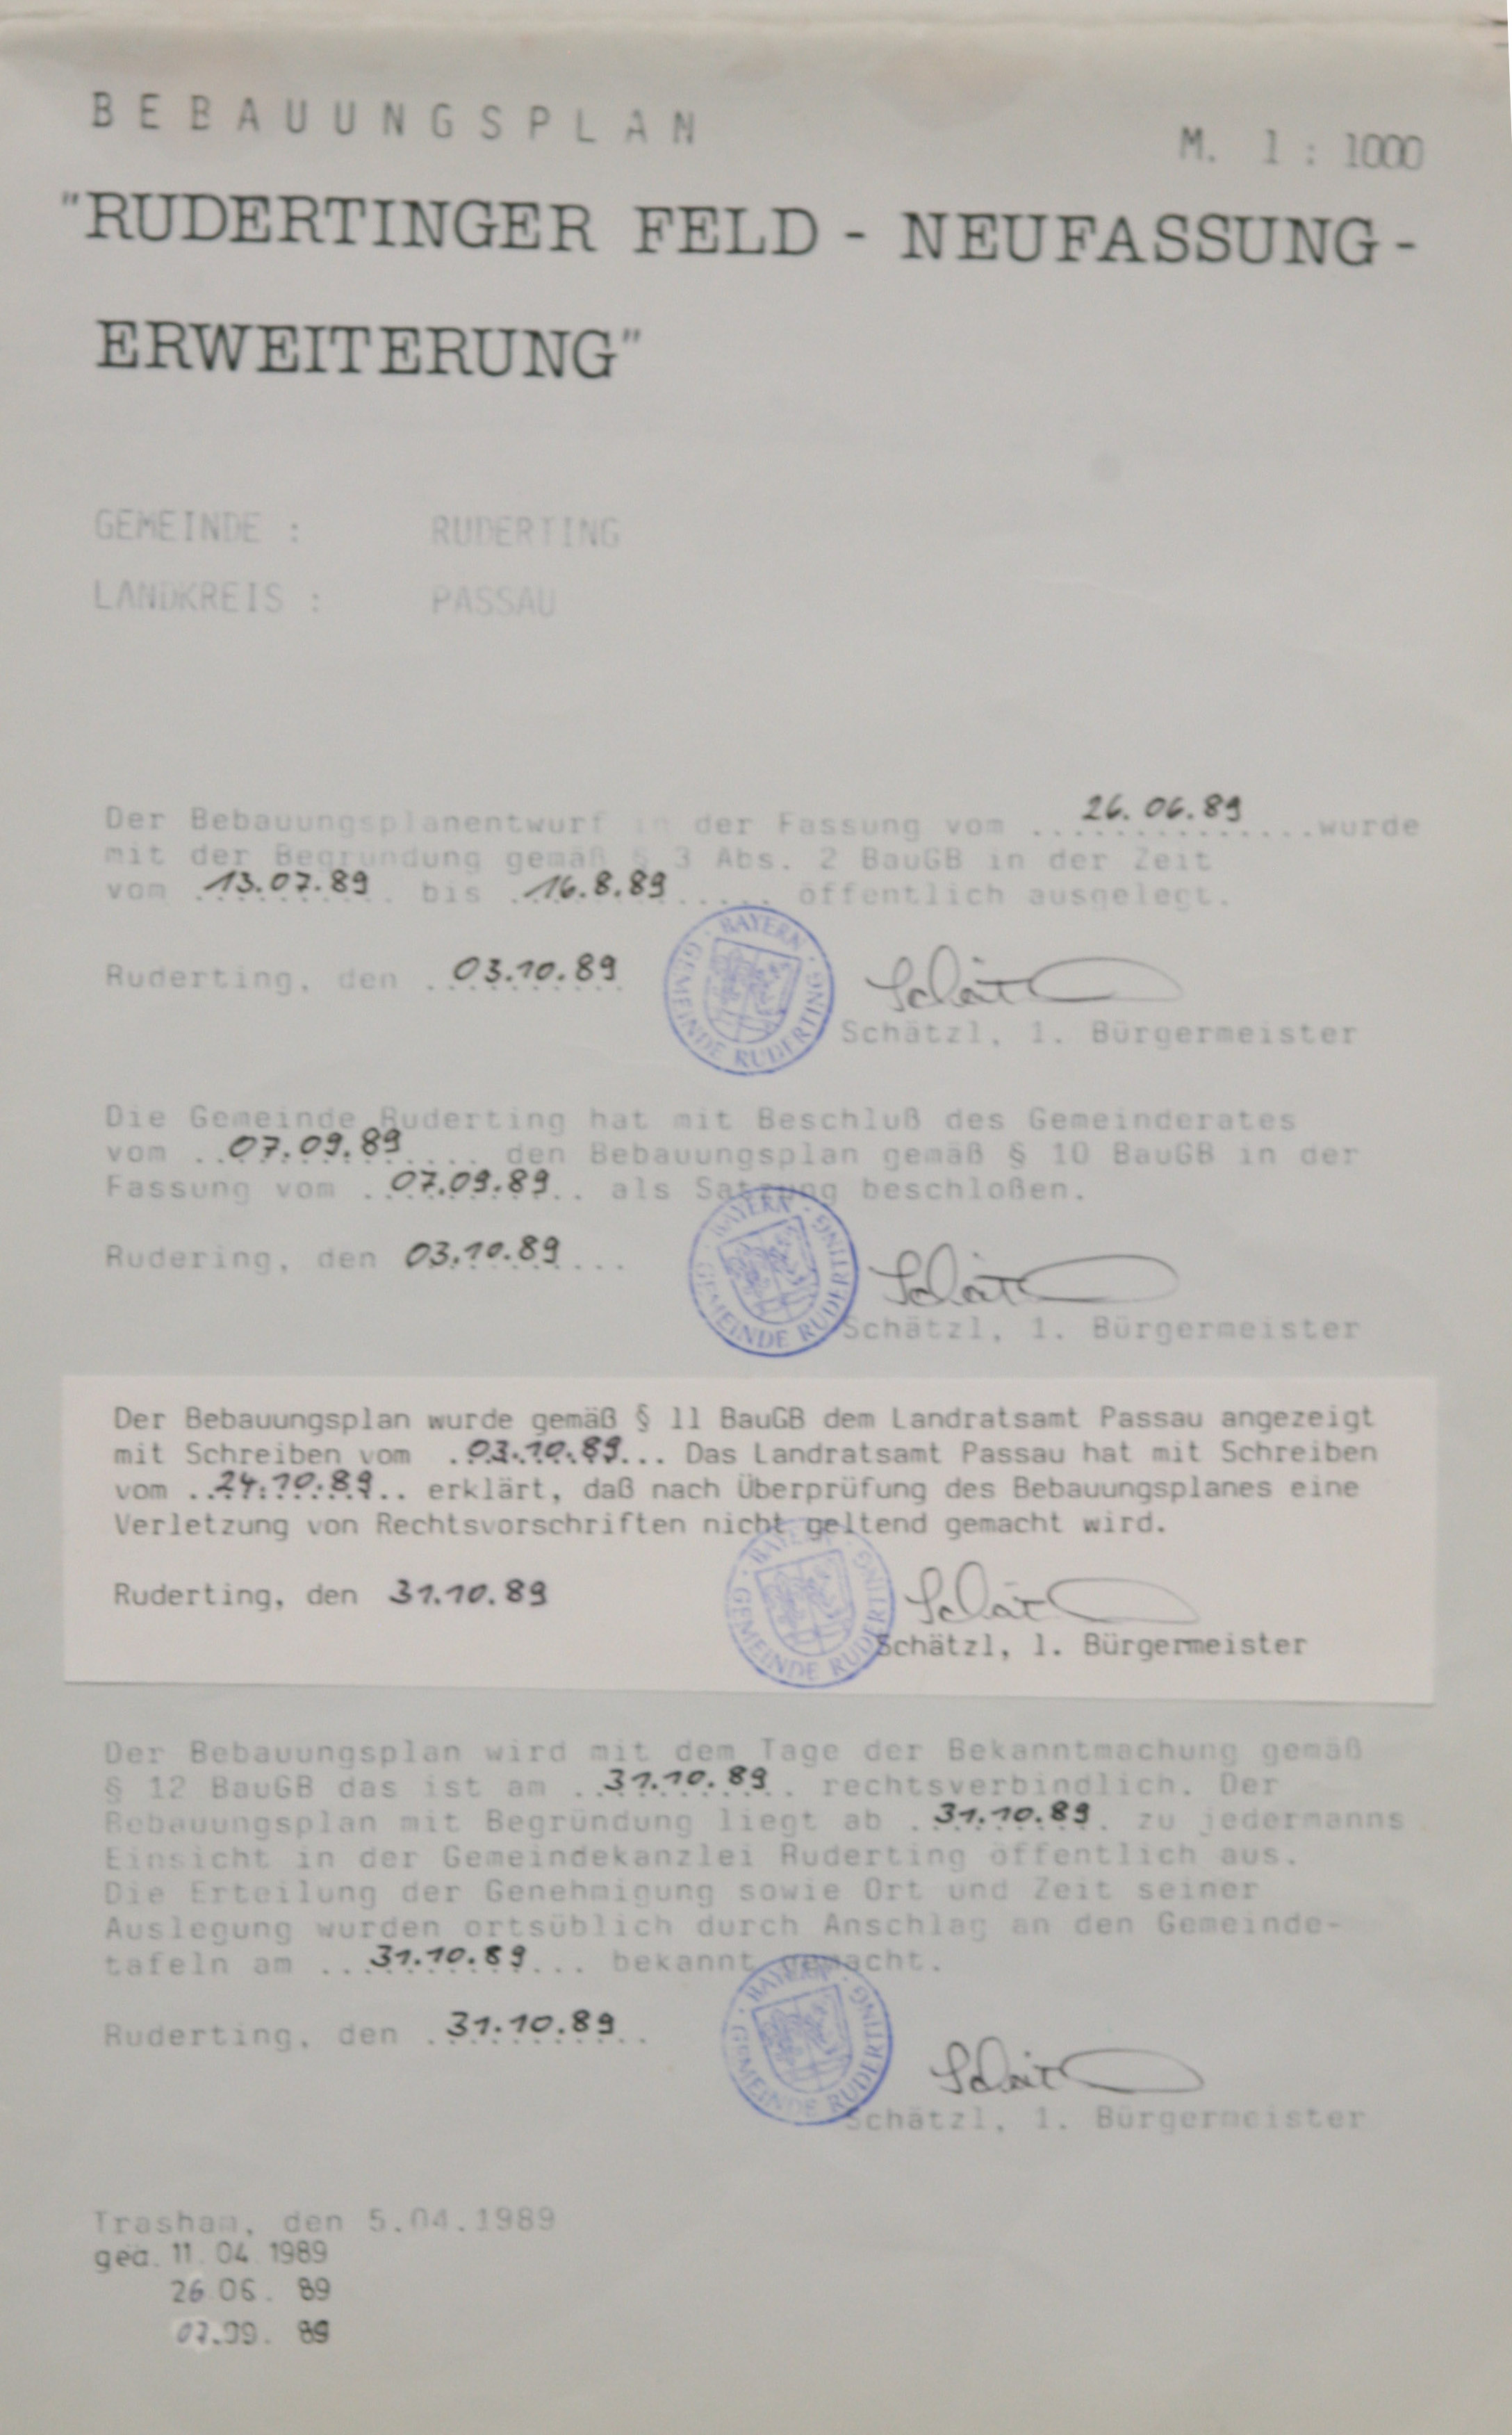 BEBAUUNGSPLAN
M. 1 : 1000
"RUDERTINGER FELD - NEUFASSUNG -
ERWEITERUNG"
GEMEINDE : RUDERTING
LANDKREIS : PASSAU
Der Bebauungsplanentwurf in der Fassung vom 26.06.89 wurde
mit der Begründung gemäß § 3 Abs. 2 BauGB in der Zeit
vom 13.07.89 bis 16.8.89 öffentlich ausgelegt.
Ruderting, den 03.10.89
BAYERN · GEMEINDE RUDERTING ·
Schätzl
Schätzl, 1. Bürgermeister
Die Gemeinde Ruderting hat mit Beschluß des Gemeinderates
vom 07.09.89 den Bebauungsplan gemäß § 10 BauGB in der
Fassung vom 07.09.89 als Satzung beschloßen.
Rudering, den 03.10.89
BAYERN · GEMEINDE RUDERTING ·
Schätzl
Schätzl, 1. Bürgermeister
Der Bebauungsplan wurde gemäß § 11 BauGB dem Landratsamt Passau angezeigt
mit Schreiben vom 03.10.89 Das Landratsamt Passau hat mit Schreiben
vom 24.10.89 erklärt, daß nach Überprüfung des Bebauungsplanes eine
Verletzung von Rechtsvorschriften nicht geltend gemacht wird.
Ruderting, den 31.10.89
BAYERN · GEMEINDE RUDERTING ·
Schätzl
Schätzl, 1. Bürgermeister
Der Bebauungsplan wird mit dem Tage der Bekanntmachung gemäß
§ 12 BauGB das ist am 31.10.89 rechtsverbindlich. Der
Bebauungsplan mit Begründung liegt ab 31.10.89 zu jedermanns
Einsicht in der Gemeindekanzlei Ruderting öffentlich aus.
Die Erteilung der Genehmigung sowie Ort und Zeit seiner
Auslegung wurden ortsüblich durch Anschlag an den Gemeinde-
tafeln am 31.10.89 bekannt gemacht.
Ruderting, den 31.10.89
BAYERN · GEMEINDE RUDERTING ·
Schätzl
Schätzl, 1. Bürgermeister
Trasham, den 5.04.1989
geä. 11.04.1989
26.06. 89
07.09. 89